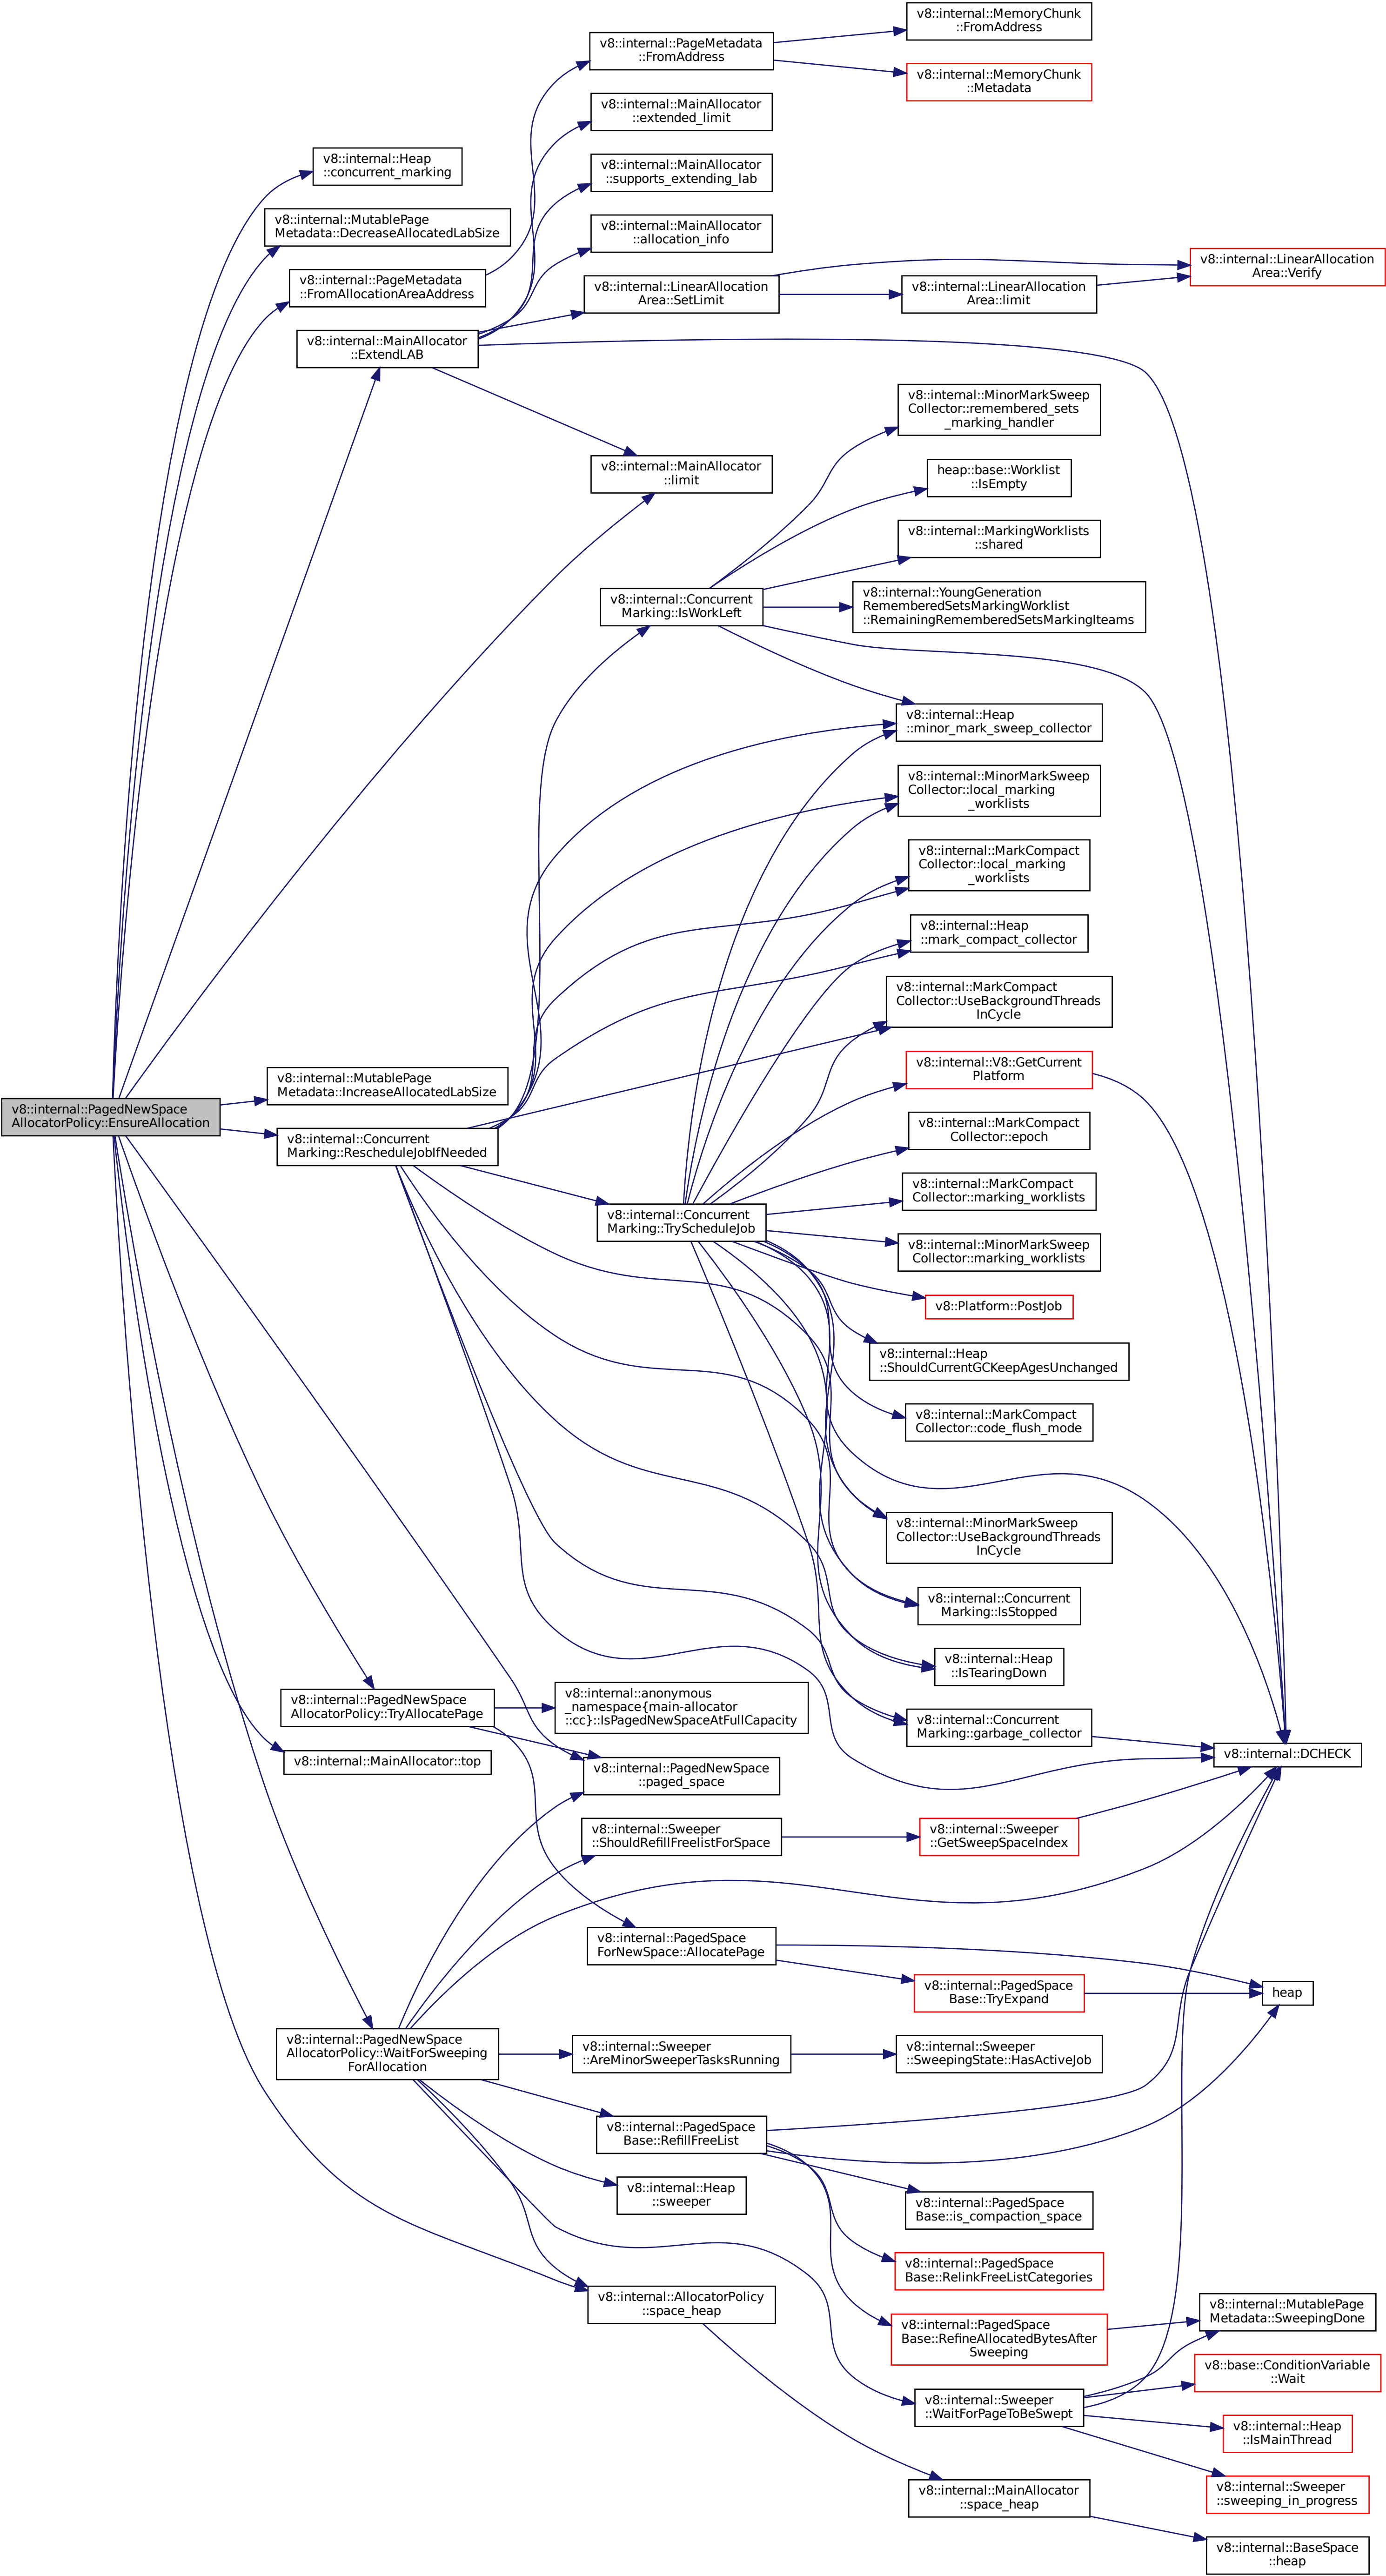 v8::internal::PagedNewSpace
AllocatorPolicy::EnsureAllocation
v8::internal::Heap
::concurrent_marking
v8::internal::MutablePage
Metadata::DecreaseAllocatedLabSize
v8::internal::PageMetadata
::FromAllocationAreaAddress
v8::internal::MainAllocator
::ExtendLAB
v8::internal::MutablePage
Metadata::IncreaseAllocatedLabSize
v8::internal::Concurrent
Marking::RescheduleJobIfNeeded
v8::internal::PagedNewSpace
AllocatorPolicy::TryAllocatePage
v8::internal::MainAllocator::top
v8::internal::PagedNewSpace
AllocatorPolicy::WaitForSweeping
ForAllocation
v8::internal::PageMetadata
::FromAddress
v8::internal::MainAllocator
::extended_limit
v8::internal::MainAllocator
::supports_extending_lab
v8::internal::MainAllocator
::allocation_info
v8::internal::LinearAllocation
Area::SetLimit
v8::internal::MainAllocator
::limit
v8::internal::Concurrent
Marking::IsWorkLeft
v8::internal::Concurrent
Marking::TryScheduleJob
v8::internal::anonymous
_namespace{main-allocator
::cc}::IsPagedNewSpaceAtFullCapacity
v8::internal::PagedNewSpace
::paged_space
v8::internal::Sweeper
::ShouldRefillFreelistForSpace
v8::internal::PagedSpace
ForNewSpace::AllocatePage
v8::internal::Sweeper
::AreMinorSweeperTasksRunning
v8::internal::PagedSpace
Base::RefillFreeList
v8::internal::Heap
::sweeper
v8::internal::AllocatorPolicy
::space_heap
v8::internal::MemoryChunk
::FromAddress
v8::internal::MemoryChunk
::Metadata
v8::internal::LinearAllocation
Area::limit
v8::internal::MinorMarkSweep
Collector::remembered_sets
_marking_handler
heap::base::Worklist
::IsEmpty
v8::internal::MarkingWorklists
::shared
v8::internal::YoungGeneration
RememberedSetsMarkingWorklist
::RemainingRememberedSetsMarkingIteams
v8::internal::Heap
::minor_mark_sweep_collector
v8::internal::MinorMarkSweep
Collector::local_marking
_worklists
v8::internal::MarkCompact
Collector::local_marking
_worklists
v8::internal::Heap
::mark_compact_collector
v8::internal::MarkCompact
Collector::UseBackgroundThreads
InCycle
v8::internal::V8::GetCurrent
Platform
v8::internal::MarkCompact
Collector::epoch
v8::internal::MarkCompact
Collector::marking_worklists
v8::internal::MinorMarkSweep
Collector::marking_worklists
v8::Platform::PostJob
v8::internal::Heap
::ShouldCurrentGCKeepAgesUnchanged
v8::internal::MarkCompact
Collector::code_flush_mode
v8::internal::MinorMarkSweep
Collector::UseBackgroundThreads
InCycle
v8::internal::Concurrent
Marking::IsStopped
v8::internal::Heap
::IsTearingDown
v8::internal::Concurrent
Marking::garbage_collector
v8::internal::Sweeper
::GetSweepSpaceIndex
v8::internal::PagedSpace
Base::TryExpand
v8::internal::Sweeper
::SweepingState::HasActiveJob
v8::internal::PagedSpace
Base::is_compaction_space
v8::internal::PagedSpace
Base::RelinkFreeListCategories
v8::internal::PagedSpace
Base::RefineAllocatedBytesAfter
Sweeping
v8::internal::Sweeper
::WaitForPageToBeSwept
v8::internal::MainAllocator
::space_heap
v8::internal::LinearAllocation
Area::Verify
v8::internal::DCHECK
heap
v8::internal::MutablePage
Metadata::SweepingDone
v8::base::ConditionVariable
::Wait
v8::internal::Heap
::IsMainThread
v8::internal::Sweeper
::sweeping_in_progress
v8::internal::BaseSpace
::heap